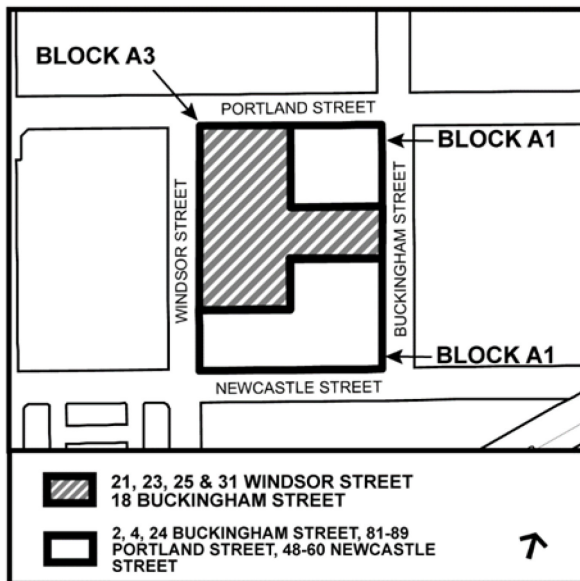 BLOCK A3
PORTLAND STREET
BLOCK A1
WINDSOR STREET
BUCKINGHAM STREET
BLOCK A1
NEWCASTLE STREET
21, 23, 25 & 31 WINDSOR STREET
18 BUCKINGHAM STREET
2, 4, 24 BUCKINGHAM STREET, 81-89
PORTLAND STREET, 48-60 NEWCASTLE
STREET